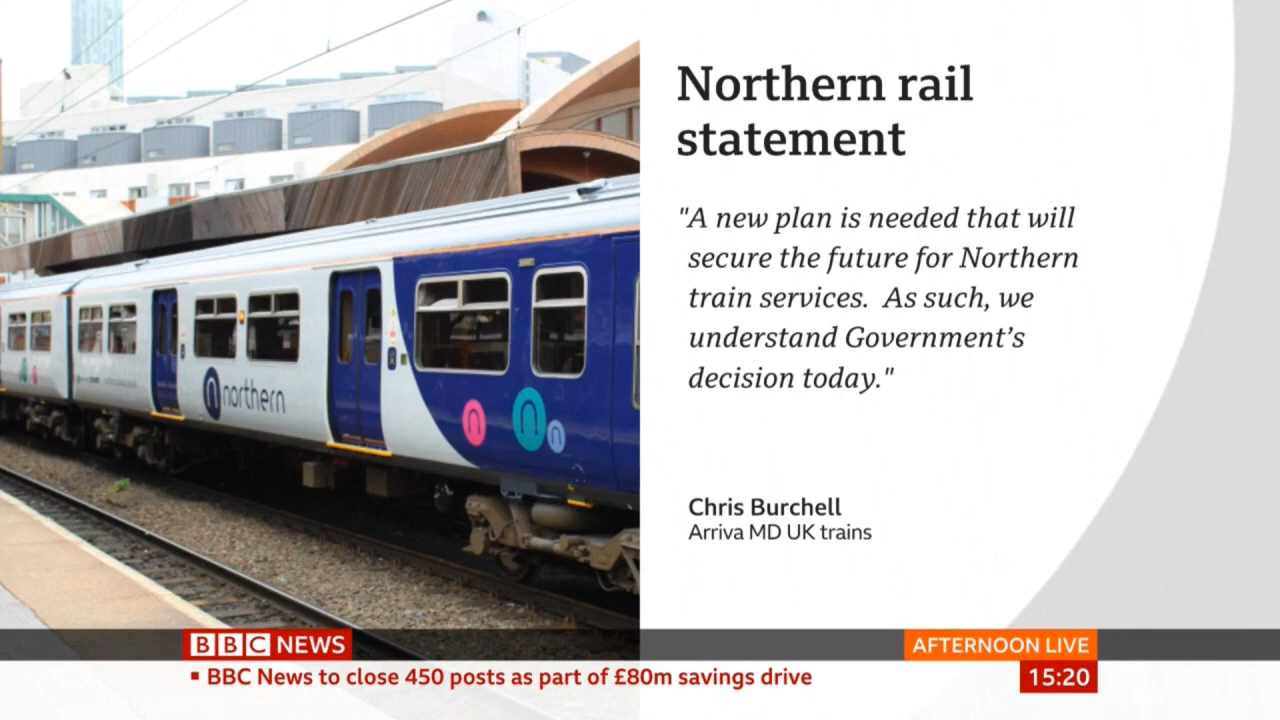 Northern rail
statement
"A new plan is needed that will
secure the future for Northern
train services.  As such, we
understand Government’s
decision today."
Chris Burchell
Arriva MD UK trains
n northern
n
n
n
BBC NEWS
AFTERNOON LIVE
▪ BBC News to close 450 posts as part of £80m savings drive
15:20